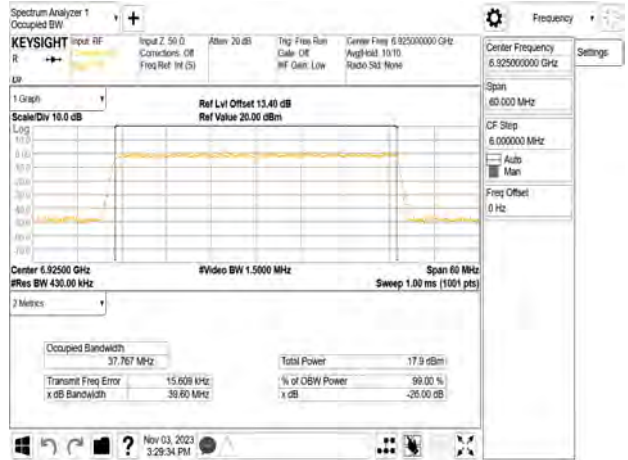 Spectrum Analyzer 1
Occupied BW
Frequency
KEYSIGHT
R
Input: RF
Input Z: 50 Ω
Corrections: Off
Freq Ref: Int (S)
Atten: 20 dB
Trig: Free Run
Gate: Off
#IF Gain: Low
Center Freq: 6.925000000 GHz
Avg|Hold: 10/10
Radio Std: None
Center Frequency
6.925000000 GHz
Settings
Span
60.000 MHz
CF Step
6.000000 MHz
Auto
Man
Freq Offset
0 Hz
1 Graph
Scale/Div 10.0 dB
Ref Lvl Offset 13.40 dB
Ref Value 20.00 dBm
Log
Center 6.92500 GHz
#Res BW 430.00 kHz
#Video BW 1.5000 MHz
Span 60 MHz
Sweep 1.00 ms (1001 pts)
2 Metrics
Occupied Bandwidth
37.767 MHz
Total Power 17.9 dBm
Transmit Freq Error 15.609 kHz
% of OBW Power 99.00 %
x dB Bandwidth 39.60 MHz
x dB -26.00 dB
Nov 03, 2023
3:29:34 PM